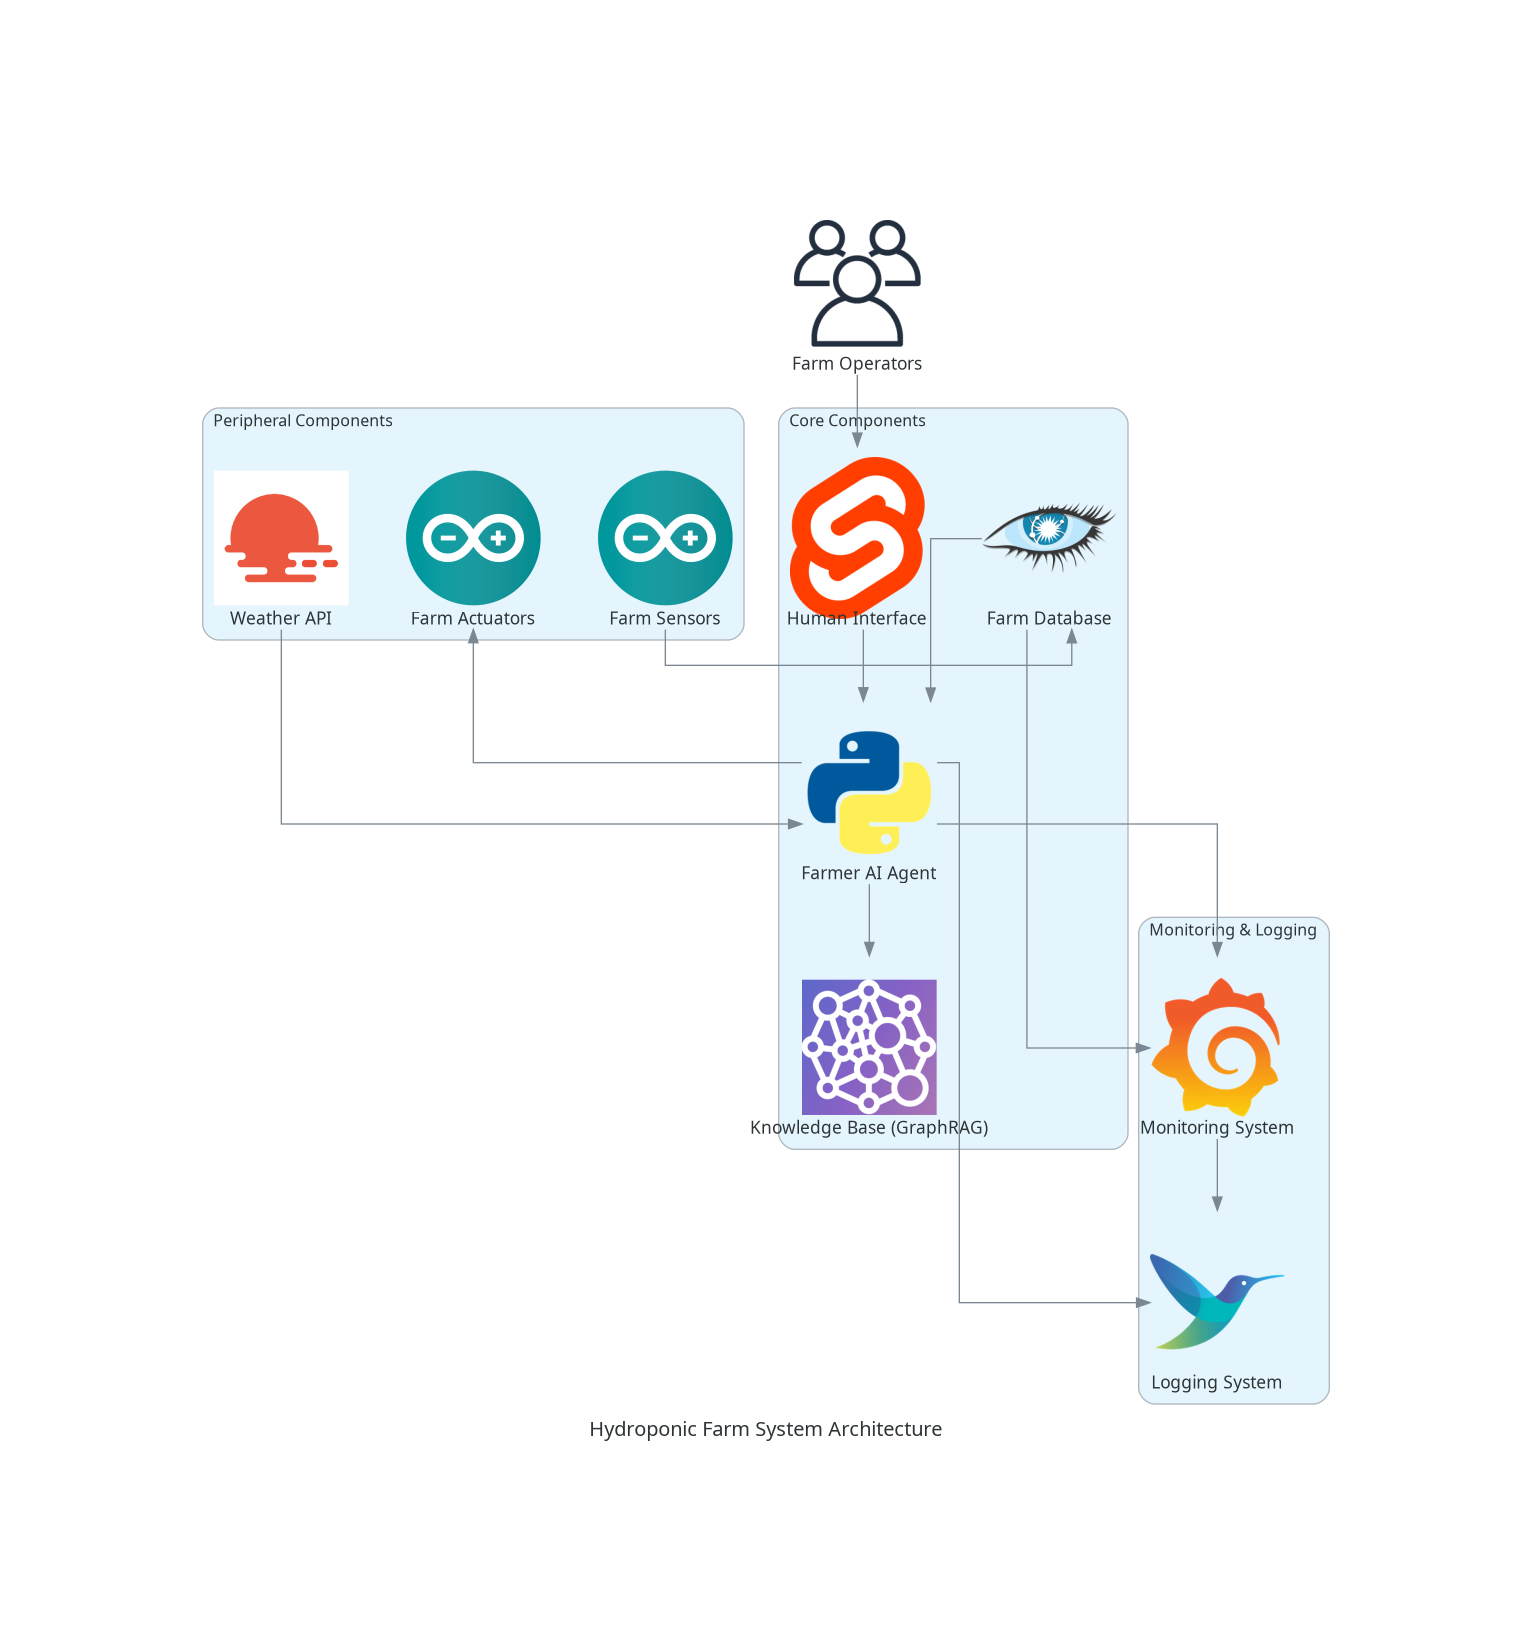 Farm Operators
Peripheral Components
Core Components
Weather API
Farm Actuators
Farm Sensors
Human Interface
Farm Database
Farmer AI Agent
Monitoring & Logging
Knowledge Base (GraphRAG)
Monitoring System
Logging System
Hydroponic Farm System Architecture